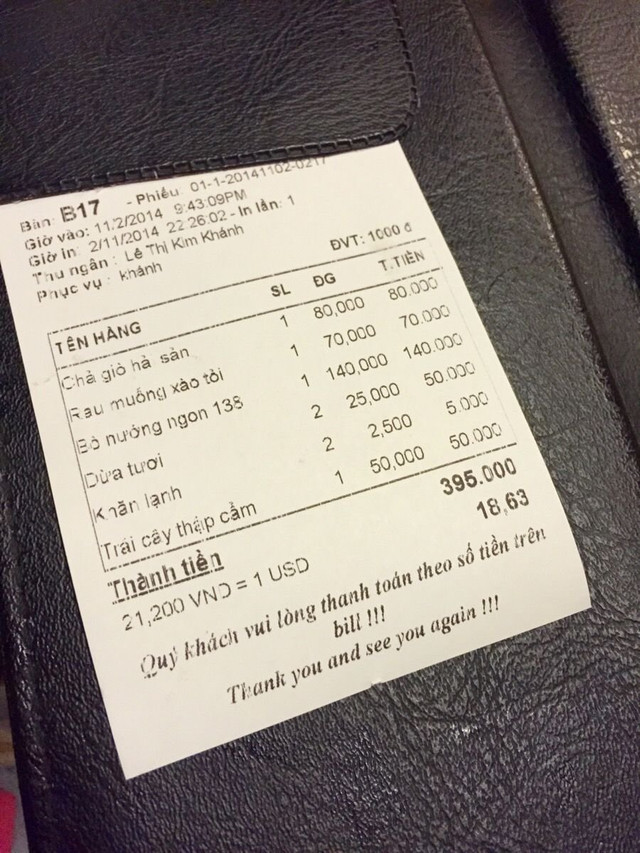 Bàn: B17 - Phiếu: 01-1-20141102-0217
Giờ vào: 11.2/2014 9:43:09PM
Giờ in: 2/11/2014 22:26:02 - In lần: 1
Thu ngân : Lê Thị Kim Khánh
Phục vụ : khánh
ĐVT: 1000 đ
TÊN HÀNG SL ĐG T.TIỀN
Chả giò hả sản 1 80,000 80.000
Rau muống xào tỏi 1 70,000 70.000
Bò nướng ngon 138 1 140,000 140.000
Dừa tươi 2 25,000 50.000
Khăn lạnh 2 2,500 5.000
Trái cây thập cẩm 1 50,000 50.000
Thành tiền 395.000
21,200 VND = 1 USD 18,63
Quý khách vui lòng thanh toán theo số tiền trên
bill !!!
Thank you and see you again !!!